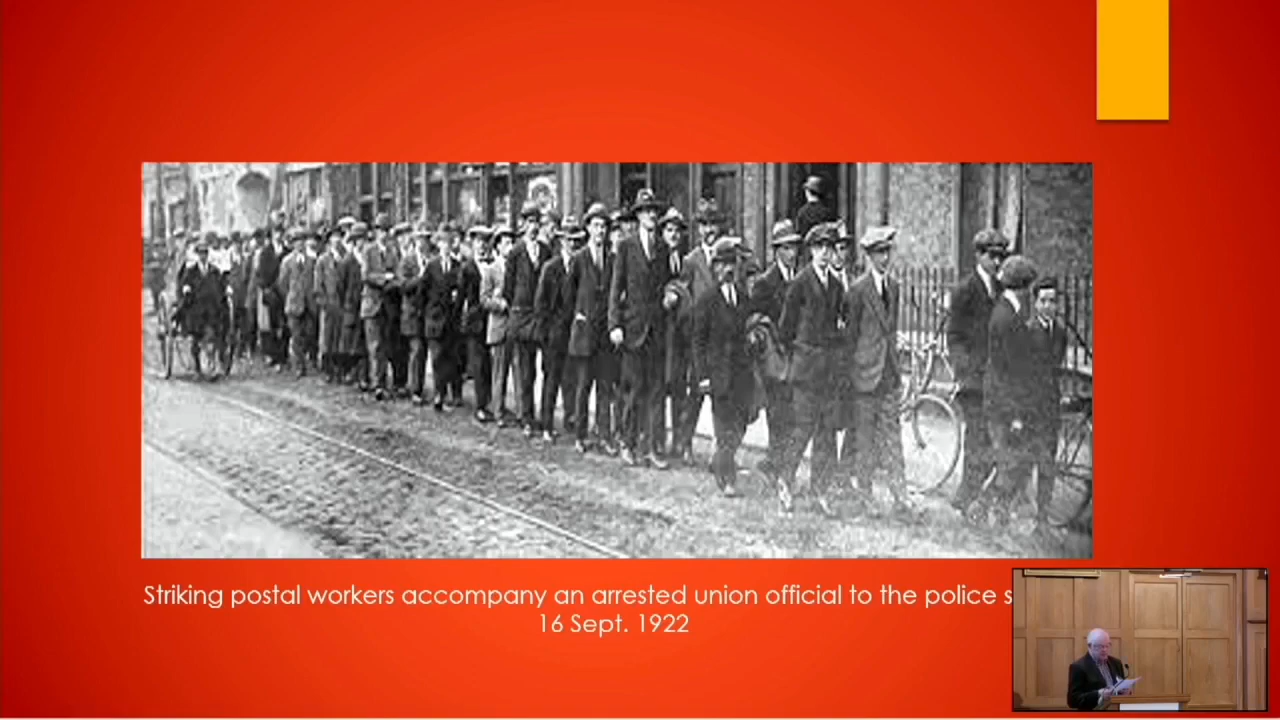 Striking postal workers accompany an arrested union official to the police
16 Sept. 1922